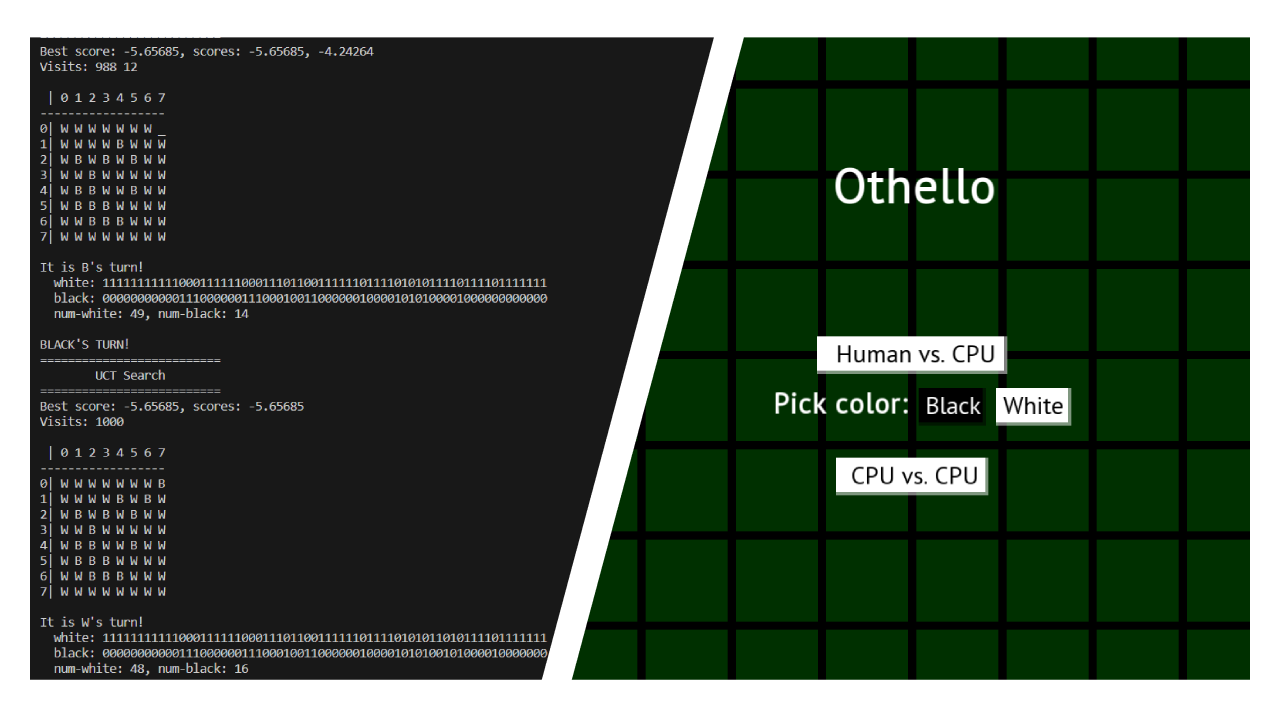 Best score: -5.65685, scores: -5.65685, -4.24264
Visits: 988 12
| 0 1 2 3 4 5 6 7
------------------
0| W W W W W W W _
1| W W W W B W W W
2| W B W B W B W W
3| W W B W W W W W
4| W B B W W B W W
5| W B B B W W W W
6| W W B B B W W W
7| W W W W W W W W
It is B's turn!
white: 1111111111100011111100011101100111111011110101011110111101111111
black: 0000000000011100000011100010011000000100001010100001000000000000
num-white: 49, num-black: 14
BLACK'S TURN!
==========================
UCT Search
==========================
Best score: -5.65685, scores: -5.65685
Visits: 1000
| 0 1 2 3 4 5 6 7
------------------
0| W W W W W W W B
1| W W W W B W B W
2| W B W B W B W W
3| W W B W W W W W
4| W B B W W B W W
5| W B B B W W W W
6| W W B B B W W W
7| W W W W W W W W
It is W's turn!
white: 1111111111100011111100011101100111111011110101011010111101111111
black: 0000000000011100000011100010011000000100001010100101000010000000
num-white: 48, num-black: 16
Othello
Human vs. CPU
Pick color: Black White
CPU vs. CPU